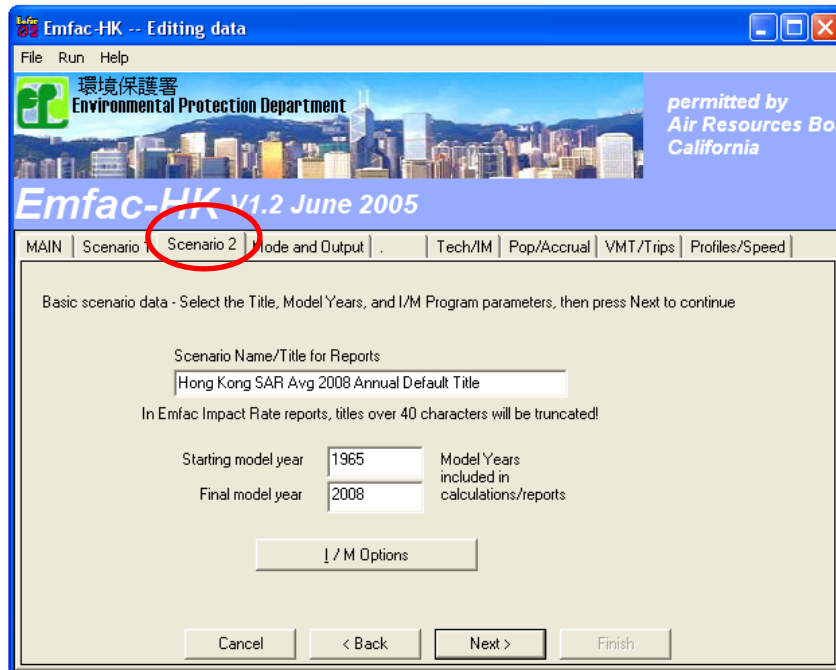 Emfac-HK -- Editing data
File Run Help
環境保護署
Environmental Protection Department
permitted by
Air Resources Bo
California
Emfac-HK V1.2 June 2005
MAIN Scenario 1 Scenario 2 Mode and Output . Tech/IM Pop/Accrual VMT/Trips Profiles/Speed
Basic scenario data - Select the Title, Model Years, and I/M Program parameters, then press Next to continue
Scenario Name/Title for Reports
Hong Kong SAR Avg 2008 Annual Default Title
In Emfac Impact Rate reports, titles over 40 characters will be truncated!
Starting model year 1965 Model Years
included in
Final model year 2008 calculations/reports
I / M Options
Cancel < Back Next > Finish